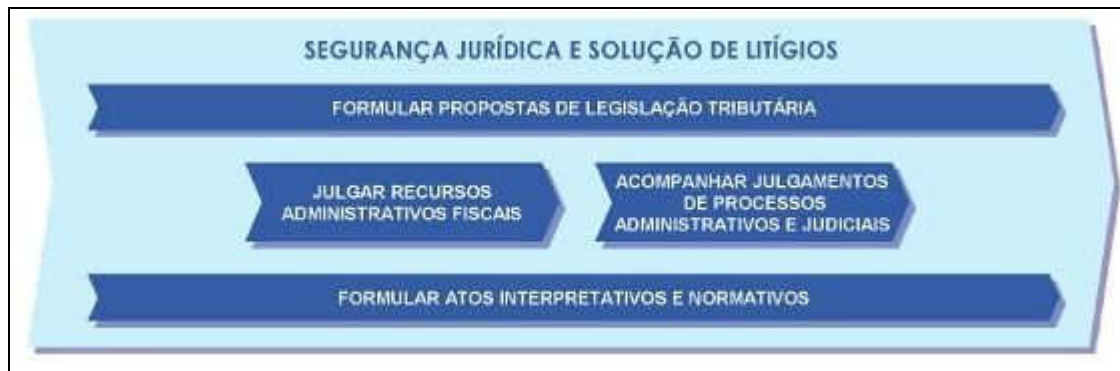 SEGURANÇA JURÍDICA E SOLUÇÃO DE LITÍGIOS
FORMULAR PROPOSTAS DE LEGISLAÇÃO TRIBUTÁRIA
JULGAR RECURSOS
ADMINISTRATIVOS FISCAIS
ACOMPANHAR JULGAMENTOS
DE PROCESSOS
ADMINISTRATIVOS E JUDICIAIS
FORMULAR ATOS INTERPRETATIVOS E NORMATIVOS